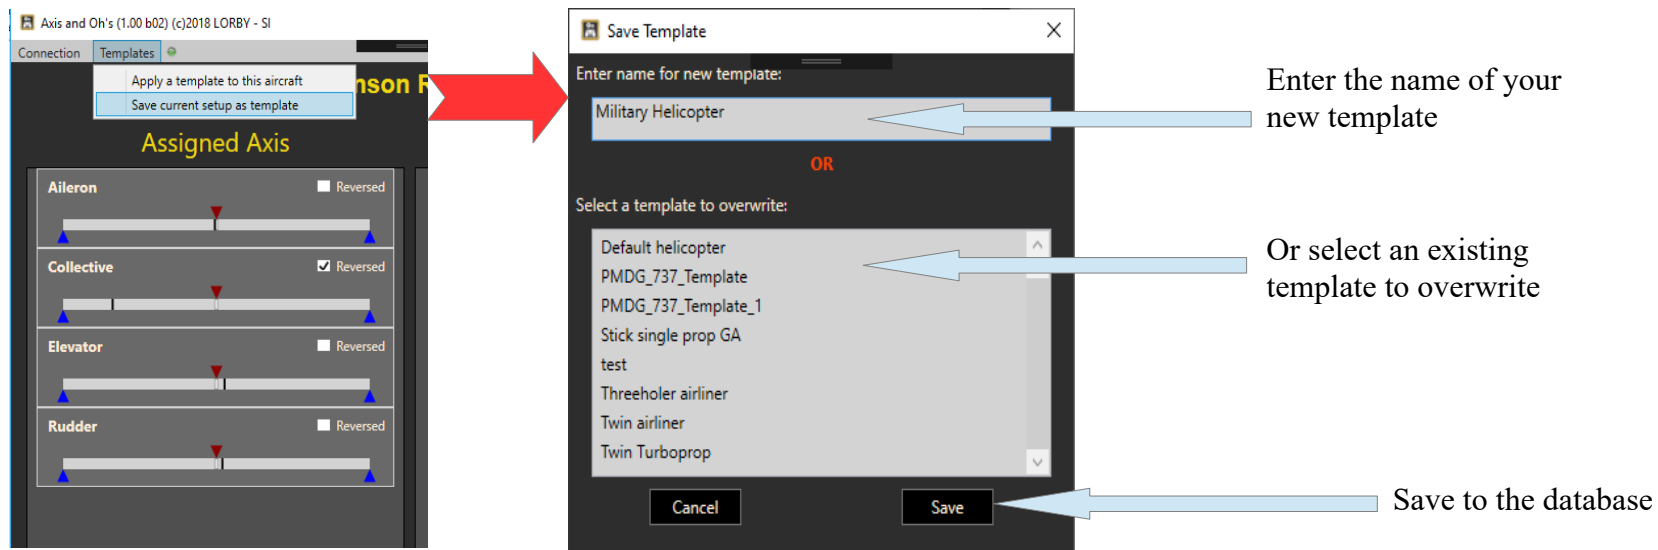 Axis and Oh's (1.00 b02) (c)2018 LORBY - SI
Connection Templates
Apply a template to this aircraft
Save current setup as template
nson R
Assigned Axis
Aileron Reversed
Collective Reversed
Elevator Reversed
Rudder Reversed
Save Template
Enter name for new template:
Military Helicopter
OR
Select a template to overwrite:
Default helicopter
PMDG_737_Template
PMDG_737_Template_1
Stick single prop GA
test
Threeholer airliner
Twin airliner
Twin Turboprop
Cancel Save
Enter the name of your
new template
Or select an existing
template to overwrite
Save to the database